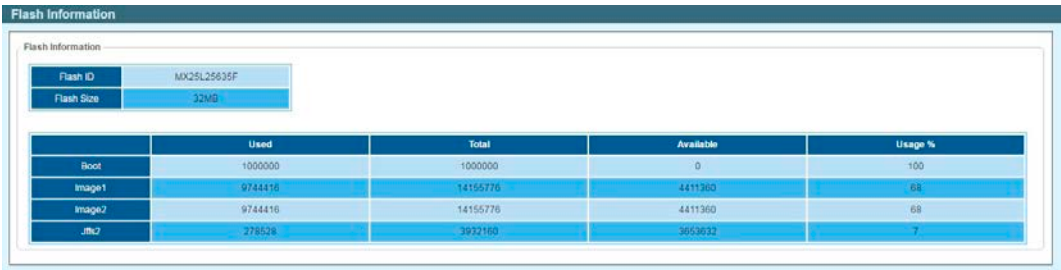 Flash Information
Flash Information
Flash ID MX25L25635F
Flash Size 32MB
Used Total Available Usage %
Boot 1000000 1000000 0 100
Image1 9744416 14155776 4411360 68
Image2 9744416 14155776 4411360 68
Jffs2 278528 3932160 3653632 7